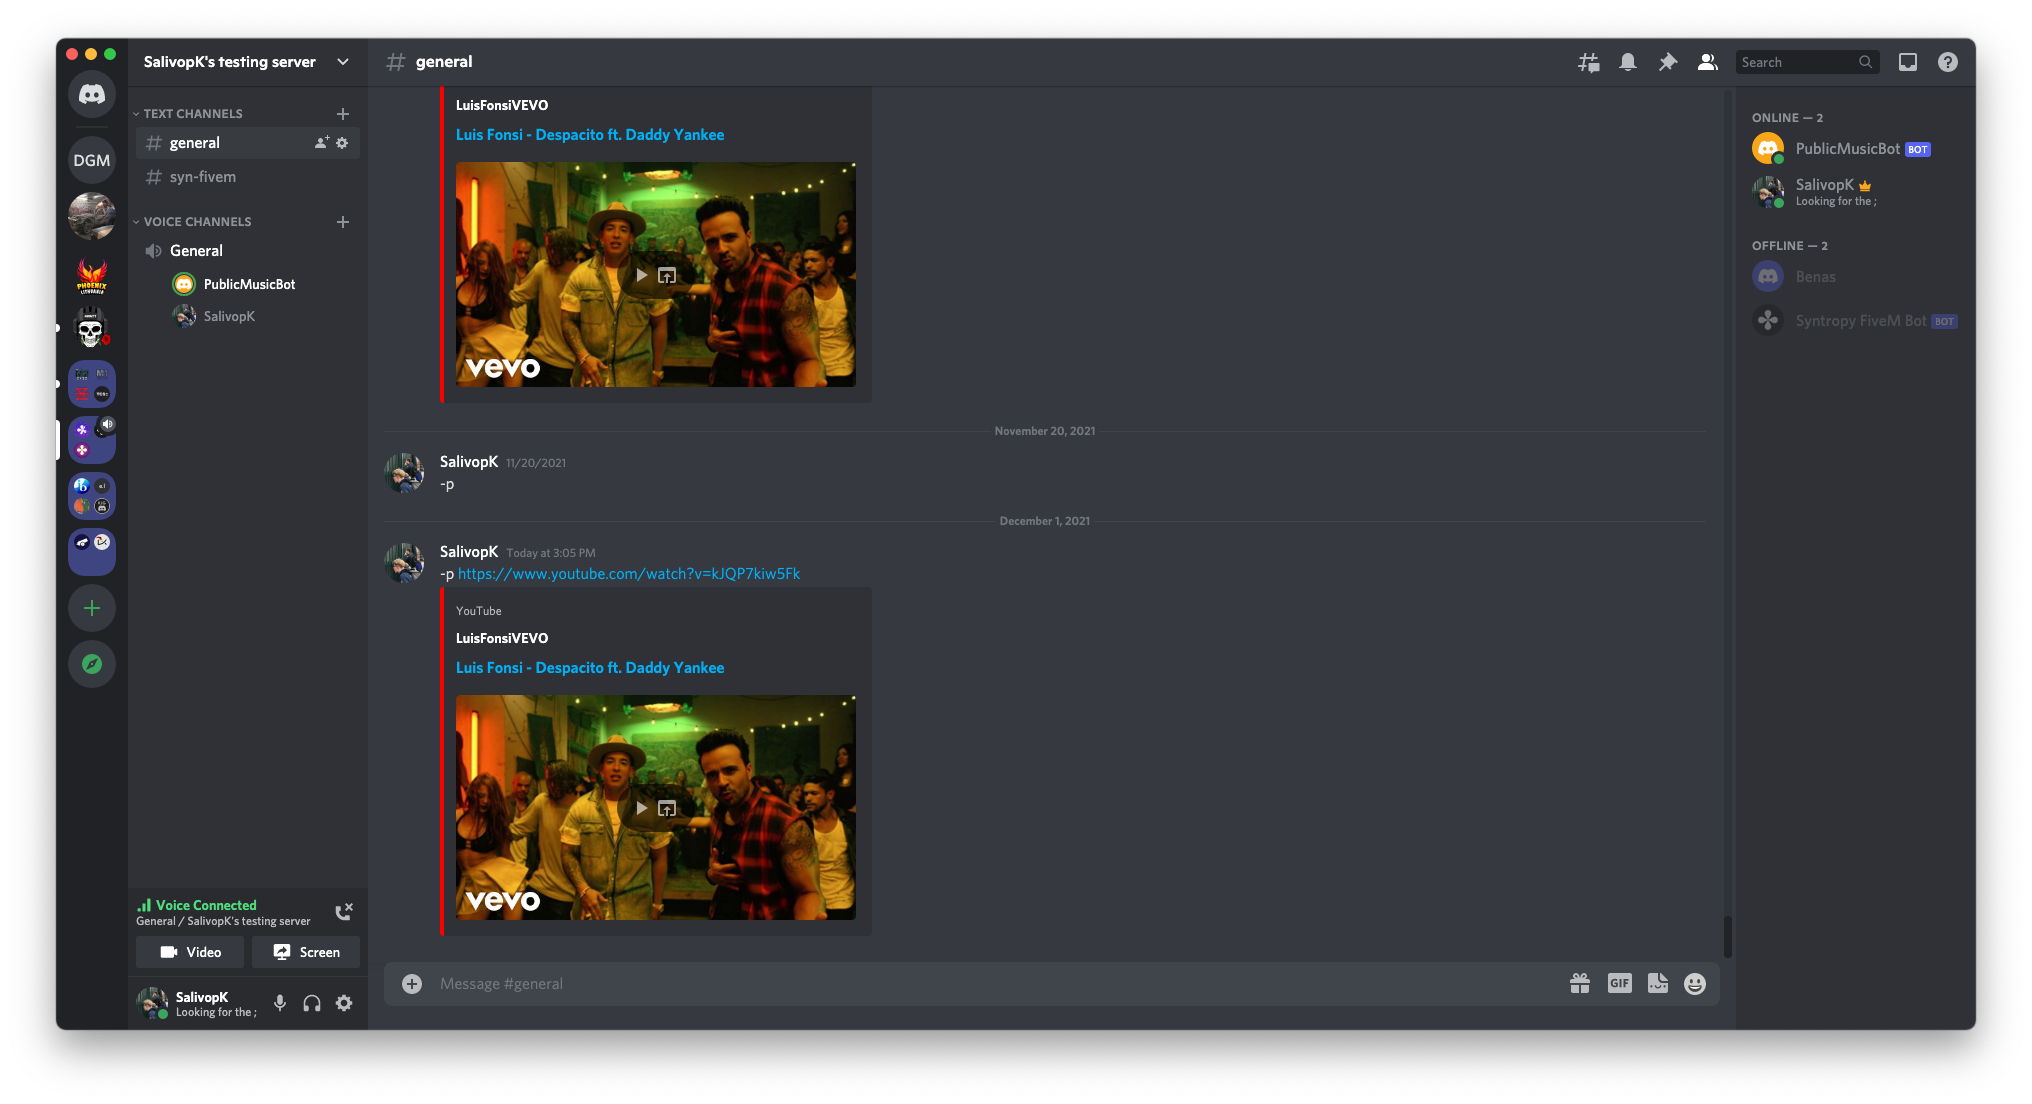 SalivopK's testing server
general
Search
DGM
PHOENIX
LITHUANIA
TEXT CHANNELS
general
syn-fivem
VOICE CHANNELS
General
PublicMusicBot
SalivopK
Voice Connected
General / SalivopK's testing server
Video
Screen
SalivopK
Looking for the ;
LuisFonsiVEVO
Luis Fonsi - Despacito ft. Daddy Yankee
vevo
November 20, 2021
SalivopK 11/20/2021
-p
December 1, 2021
SalivopK Today at 3:05 PM
-p https://www.youtube.com/watch?v=kJQP7kiw5Fk
YouTube
LuisFonsiVEVO
Luis Fonsi - Despacito ft. Daddy Yankee
vevo
Message #general
GIF
ONLINE — 2
PublicMusicBot BOT
SalivopK
Looking for the ;
OFFLINE — 2
Benas
Syntropy FiveM Bot BOT